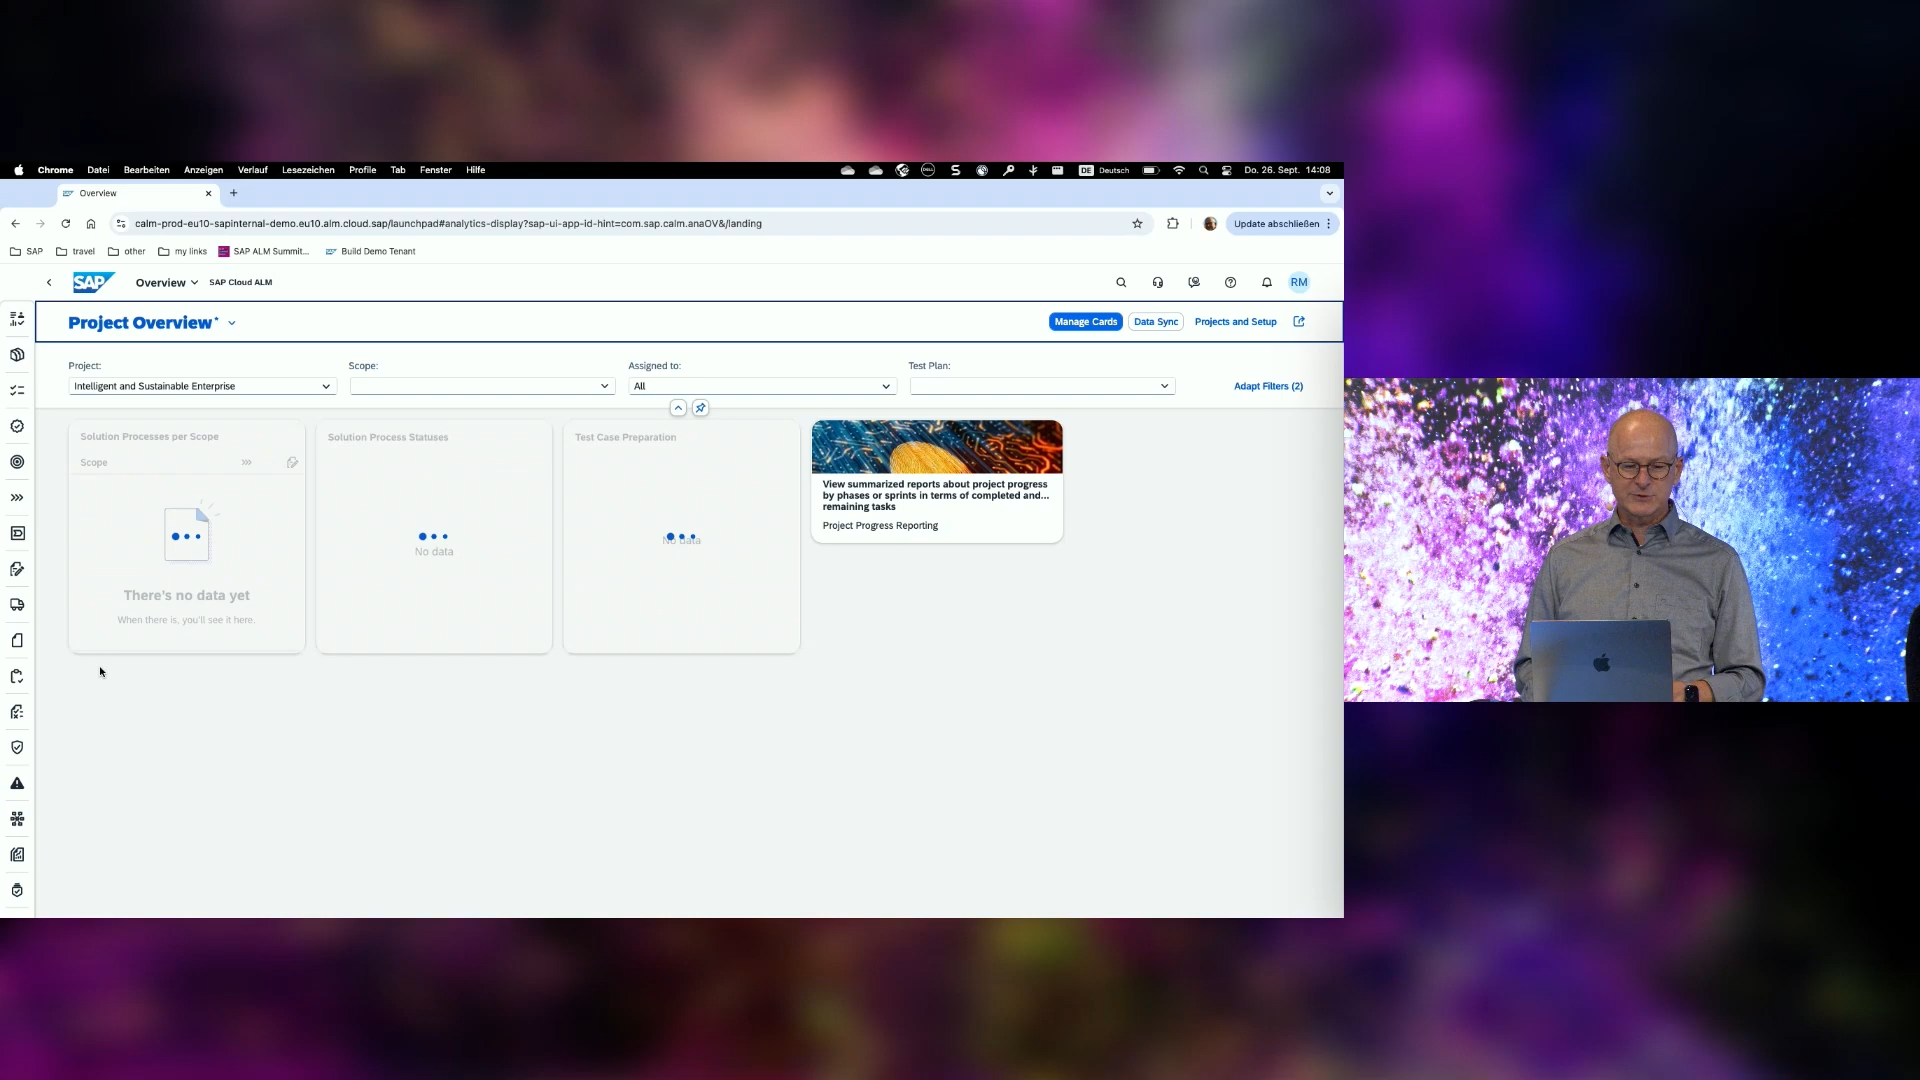 Chrome Datei Bearbeiten Anzeigen Verlauf Lesezeichen Profile Tab Fenster Hilfe DE Deutsch Do. 26. Sept. 14:08
Overview
calm-prod-eu10-sapinternal-demo.eu10.alm.cloud.sap/launchpad#analytics-display?sap-ui-app-id-hint=com.sap.calm.anaOV&/landing Update abschließen
SAP travel other my links SAP ALM Summit... Build Demo Tenant
SAP Overview SAP Cloud ALM RM
Project Overview* Manage Cards Data Sync Projects and Setup
Project: Scope: Assigned to: Test Plan:
Intelligent and Sustainable Enterprise All Adapt Filters (2)
Solution Processes per Scope
Scope
There's no data yet
When there is, you'll see it here.
Solution Process Statuses
No data
Test Case Preparation
No data
View summarized reports about project progress
by phases or sprints in terms of completed and...
remaining tasks
Project Progress Reporting